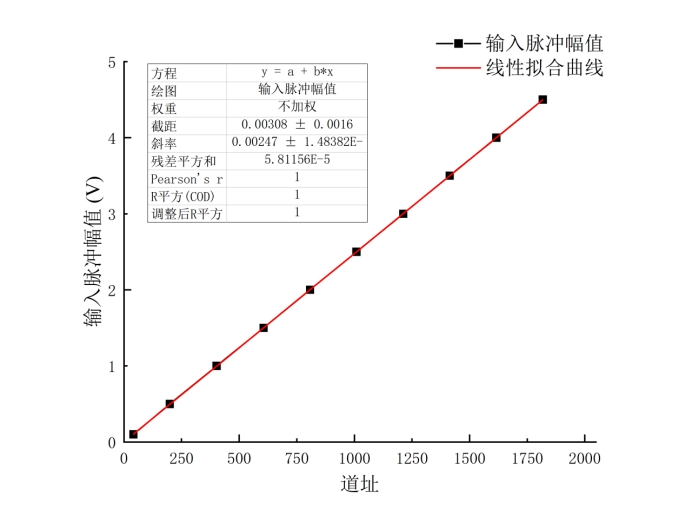 输入脉冲幅值
线性拟合曲线
方程 y = a + b*x
绘图 输入脉冲幅值
权重 不加权
截距 0.00308 ± 0.0016
斜率 0.00247 ± 1.48382E-
残差平方和 5.81156E-5
Pearson's r 1
R平方(COD) 1
调整后R平方 1
输入脉冲幅值 (V)
5
4
3
2
1
0
0 250 500 750 1000 1250 1500 1750 2000
道址